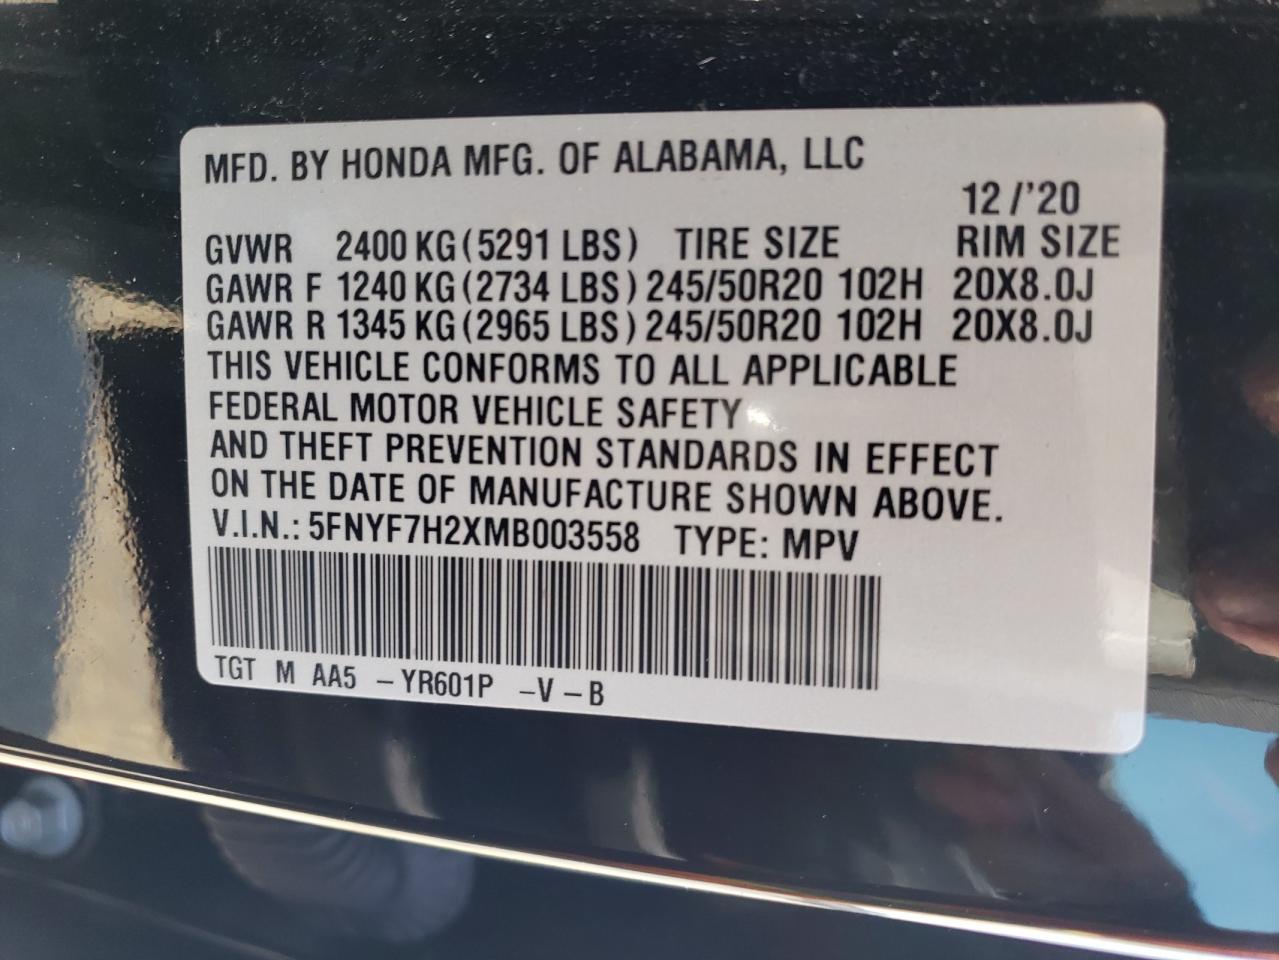 MFD. BY HONDA MFG. OF ALABAMA, LLC
12 /'20
GVWR 2400 KG (5291 LBS) TIRE SIZE RIM SIZE
GAWR F 1240 KG (2734 LBS) 245/50R20 102H 20X8.0J
GAWR R 1345 KG (2965 LBS) 245/50R20 102H 20X8.0J
THIS VEHICLE CONFORMS TO ALL APPLICABLE
FEDERAL MOTOR VEHICLE SAFETY
AND THEFT PREVENTION STANDARDS IN EFFECT
ON THE DATE OF MANUFACTURE SHOWN ABOVE.
V.I.N.: 5FNYF7H2XMB003558 TYPE: MPV
TGT M AA5 – YR601P – V – B